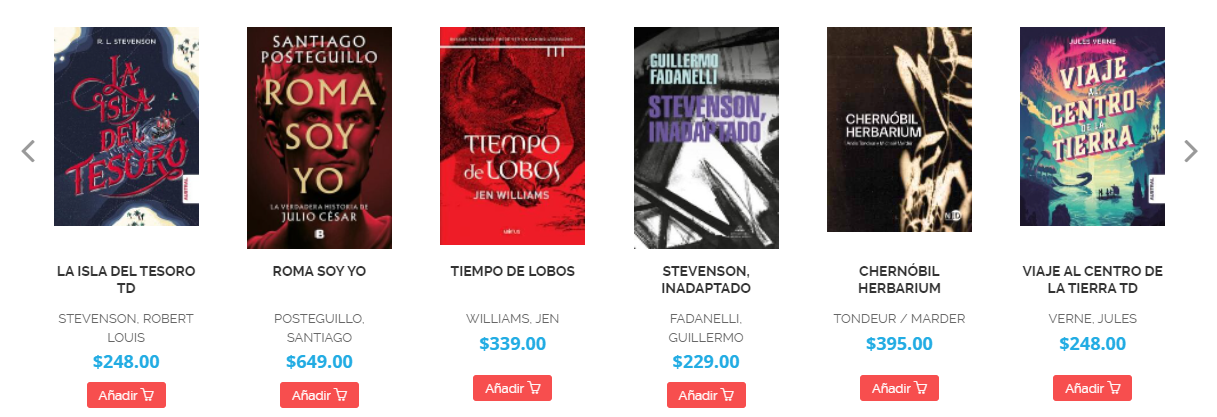 R. L. STEVENSON
LA
ISLA
DEL
TESORO
AUSTRAL
SANTIAGO
POSTEGUILLO
ROMA
SOY
YO
LA VERDADERA HISTORIA DE
JULIO CÉSAR
B
TIEMPO
de LOBOS
JEN WILLIAMS
GUILLERMO
FADANELLI
STEVENSON,
INADAPTADO
CHERNÓBIL
HERBARIUM
JULES VERNE
VIAJE
AL
CENTRO
DE LA
TIERRA
AUSTRAL
LA ISLA DEL TESORO
TD
STEVENSON, ROBERT
LOUIS
$248.00
Añadir
ROMA SOY YO
POSTEGUILLO,
SANTIAGO
$649.00
Añadir
TIEMPO DE LOBOS
WILLIAMS, JEN
$339.00
Añadir
STEVENSON,
INADAPTADO
FADANELLI,
GUILLERMO
$229.00
Añadir
CHERNÓBIL
HERBARIUM
TONDEUR / MARDER
$395.00
Añadir
VIAJE AL CENTRO DE
LA TIERRA TD
VERNE, JULES
$248.00
Añadir